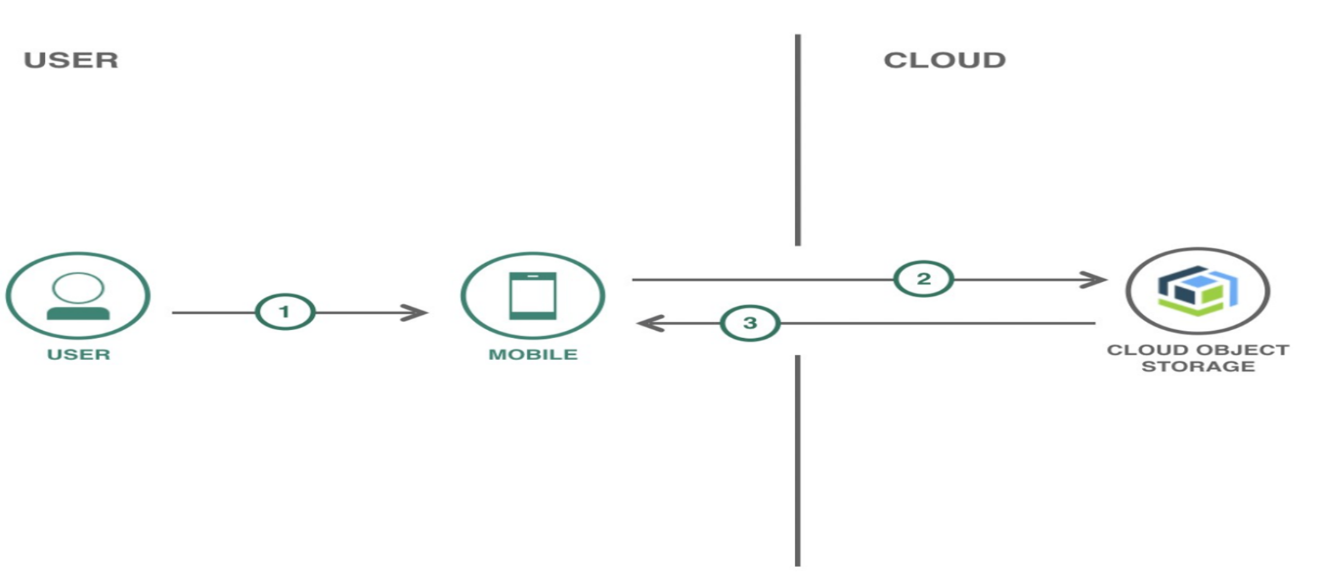 USER
CLOUD
1
2
3
USER
MOBILE
CLOUD OBJECT
STORAGE